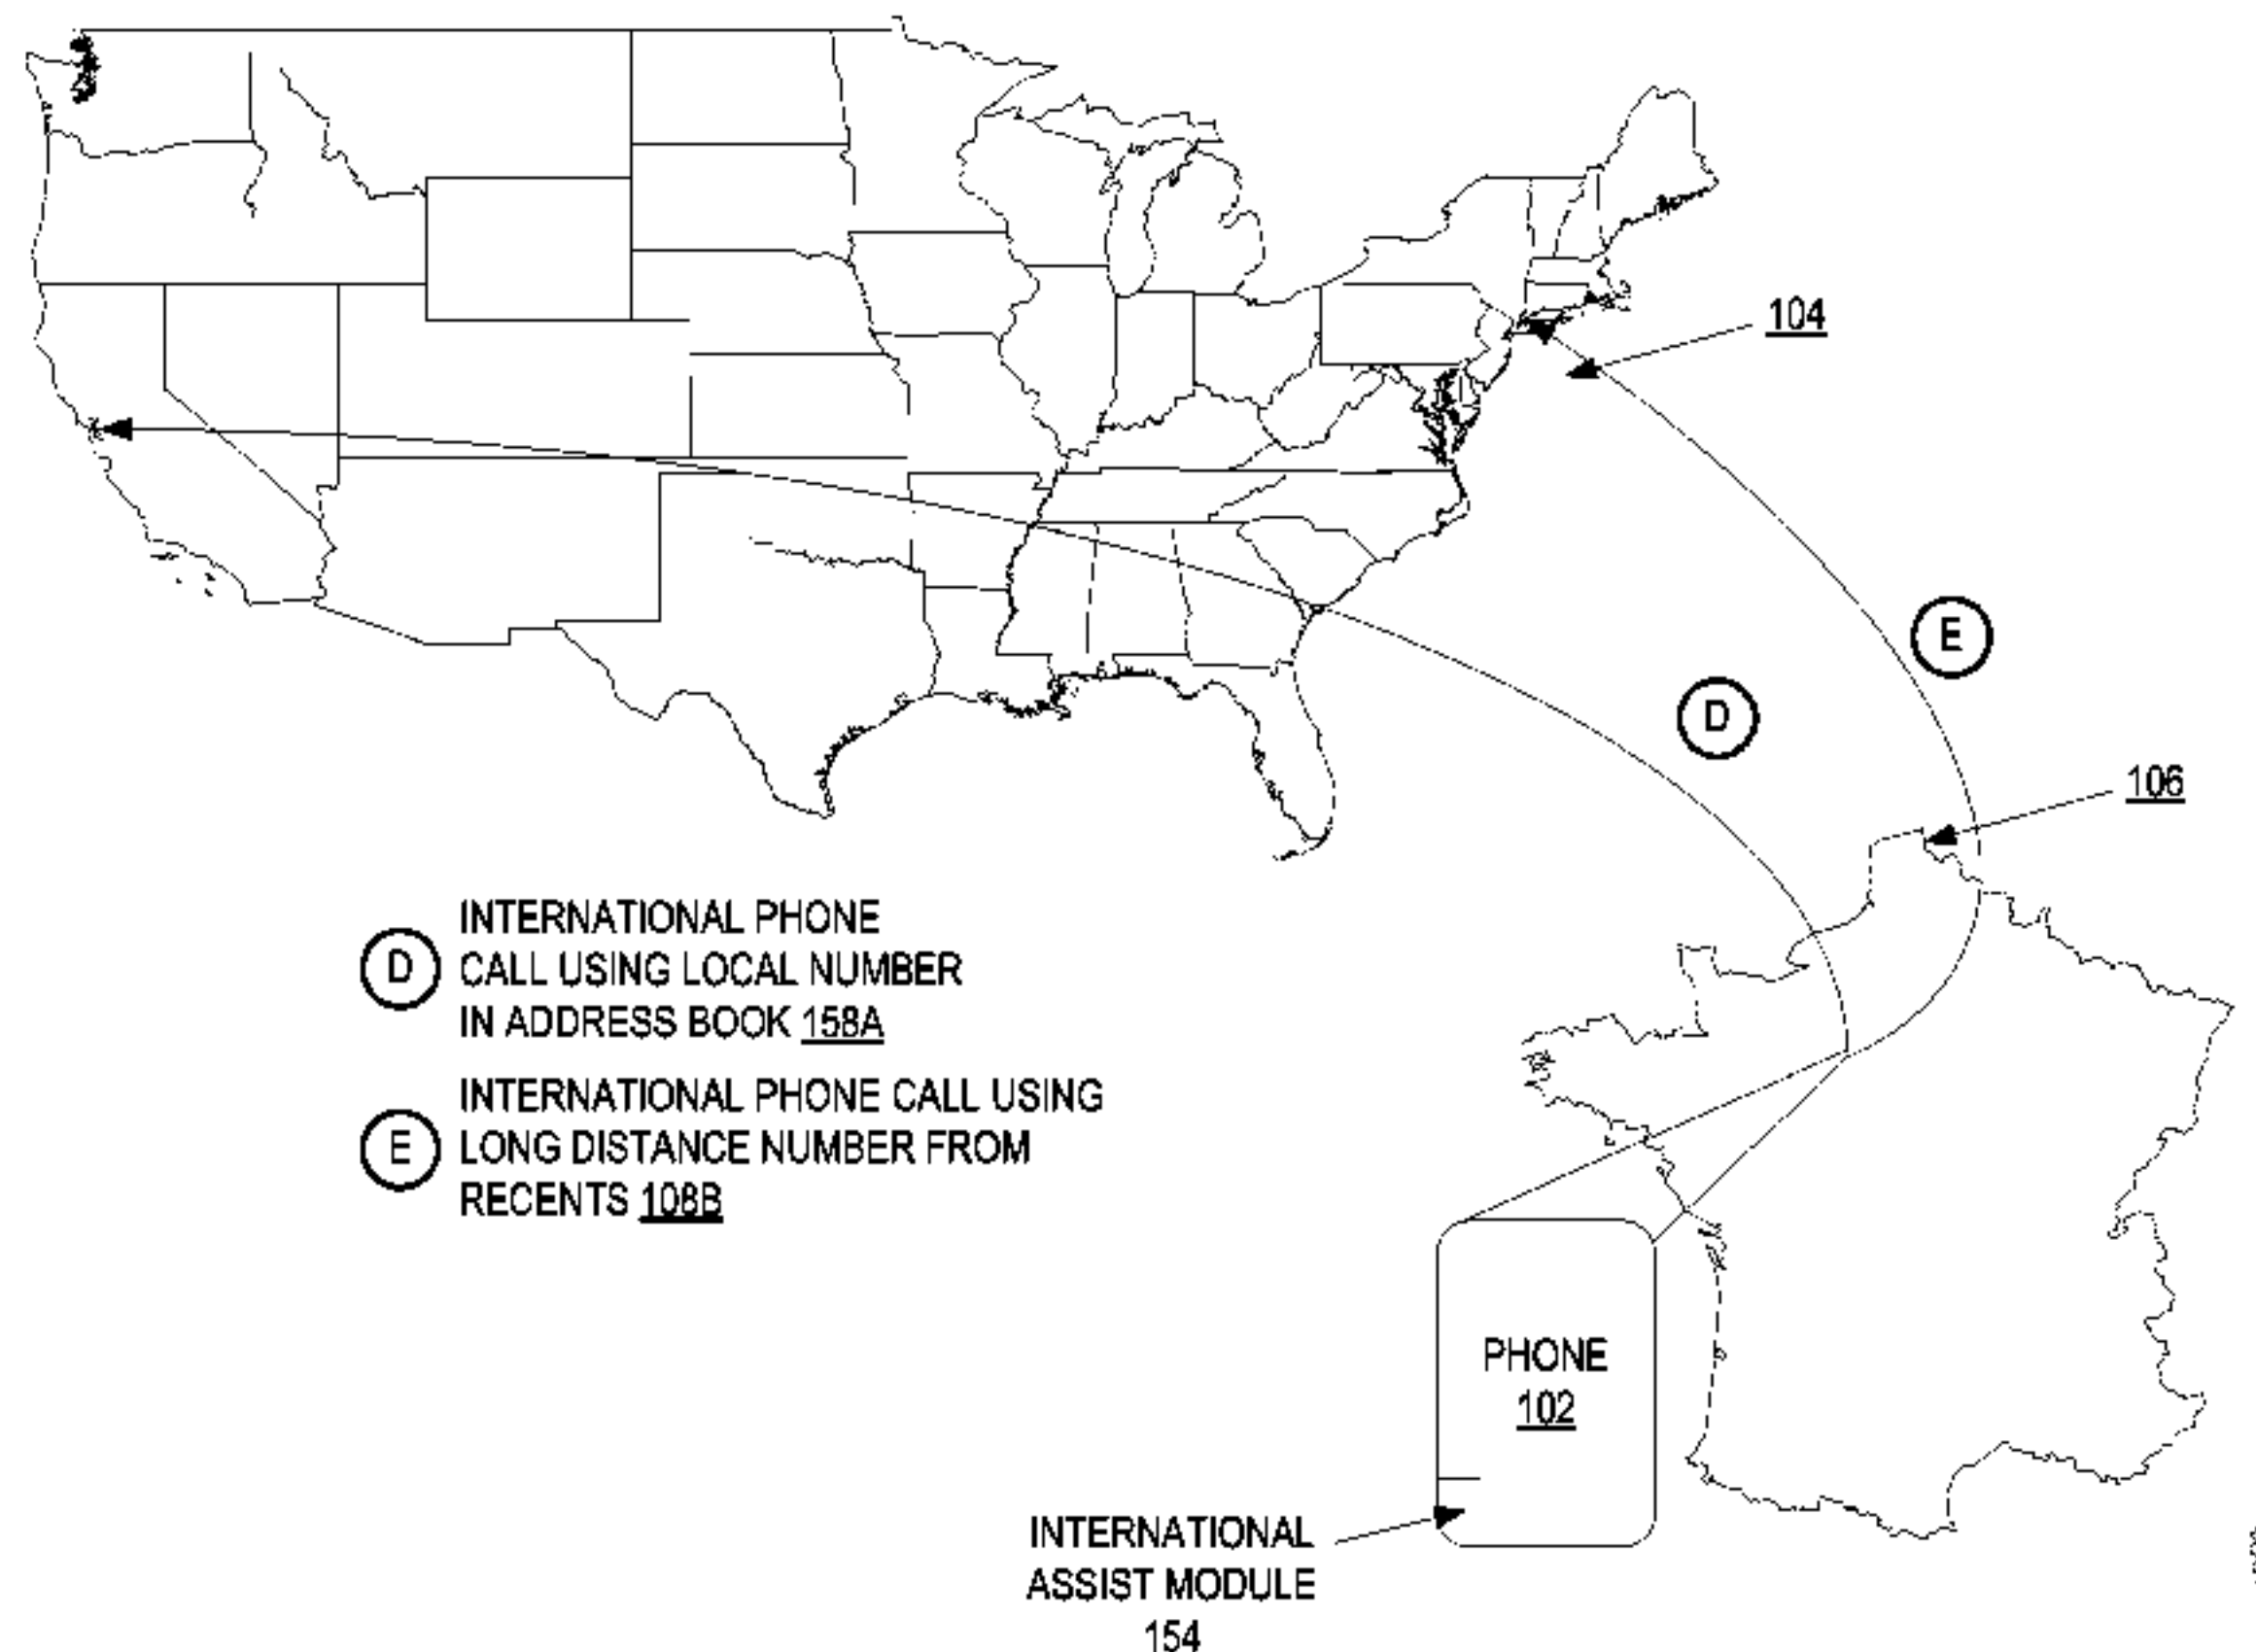 104
E
D
106
D
INTERNATIONAL PHONE
CALL USING LOCAL NUMBER
IN ADDRESS BOOK 158A
E
INTERNATIONAL PHONE CALL USING
LONG DISTANCE NUMBER FROM
RECENTS 108B
PHONE
102
INTERNATIONAL
ASSIST MODULE
154